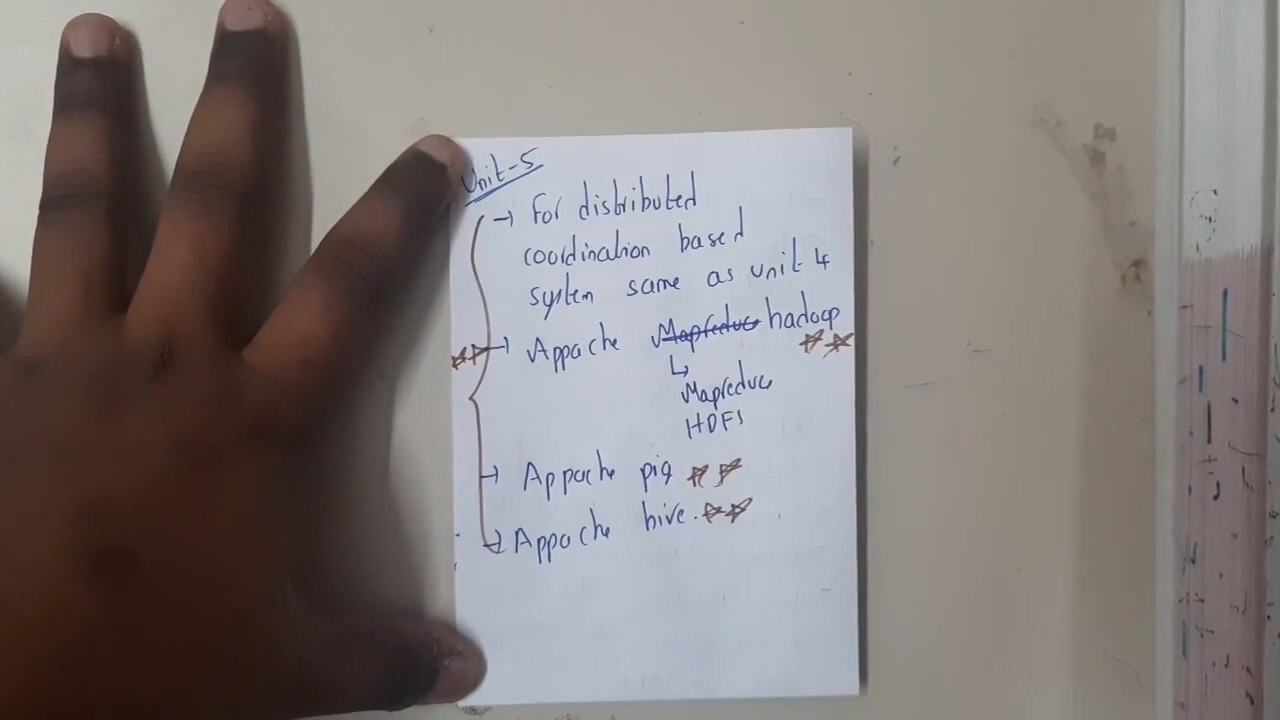 Unit-5
→ For distributed
coordination based
system same as unit 4
→ Appache Mapreduce hadoop
↳
Mapreduce
HDFS
→ Appache pig
→ Appache hive.